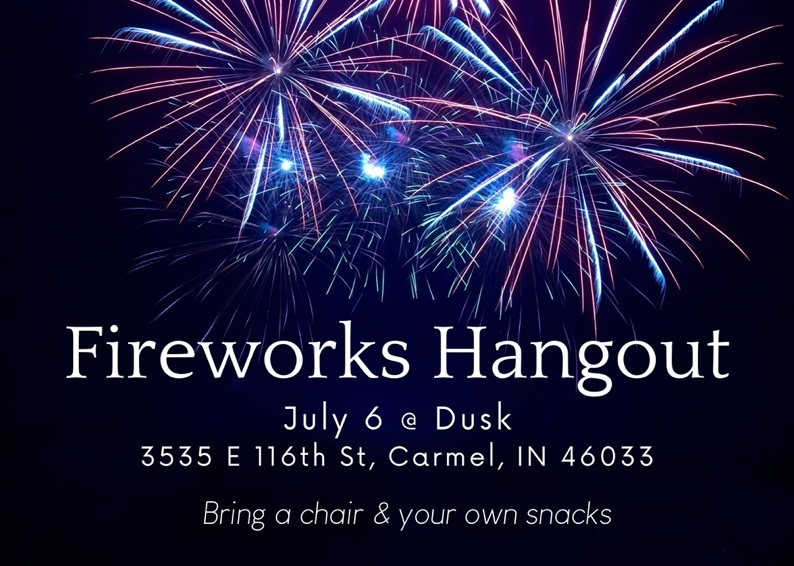 Fireworks Hangout
July 6 @ Dusk
3535 E 116th St, Carmel, IN 46033
Bring a chair & your own snacks